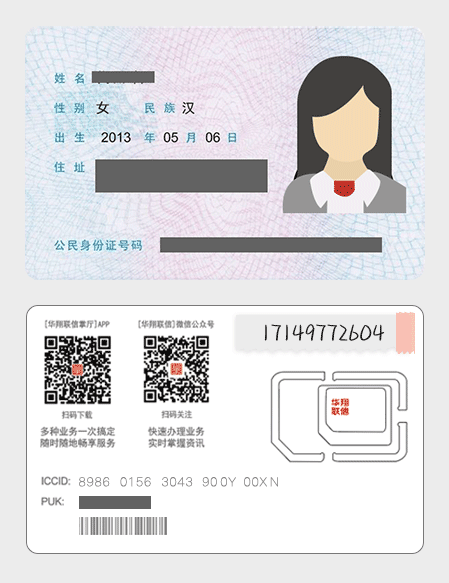 姓 名
性 别 女 民 族 汉
出 生 2013 年 05 月 06 日
住 址
公民身份证号码
[华翔联信掌厅]APP [华翔联信]微信公众号
17149772604
扫码下载 扫码关注
多种业务一次搞定 快速办理业务
随时随地畅享服务 实时掌握资讯
华翔
联信
ICCID: 8986 0156 3043 900Y 00XN
PUK: